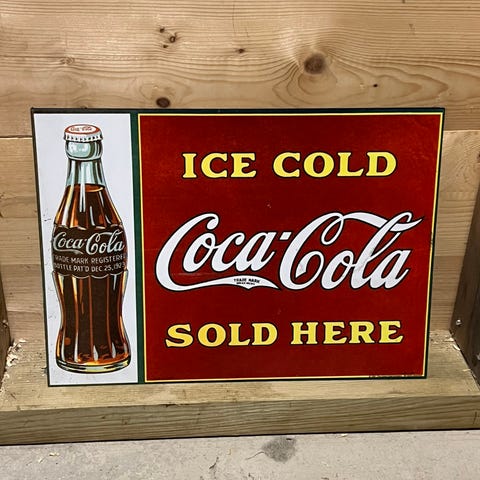 Coca-Cola
Coca-Cola
TRADE MARK REGISTERED
BOTTLE PAT'D DEC. 25, 1923
ICE COLD
Coca-Cola
TRADE MARK
SOLD HERE